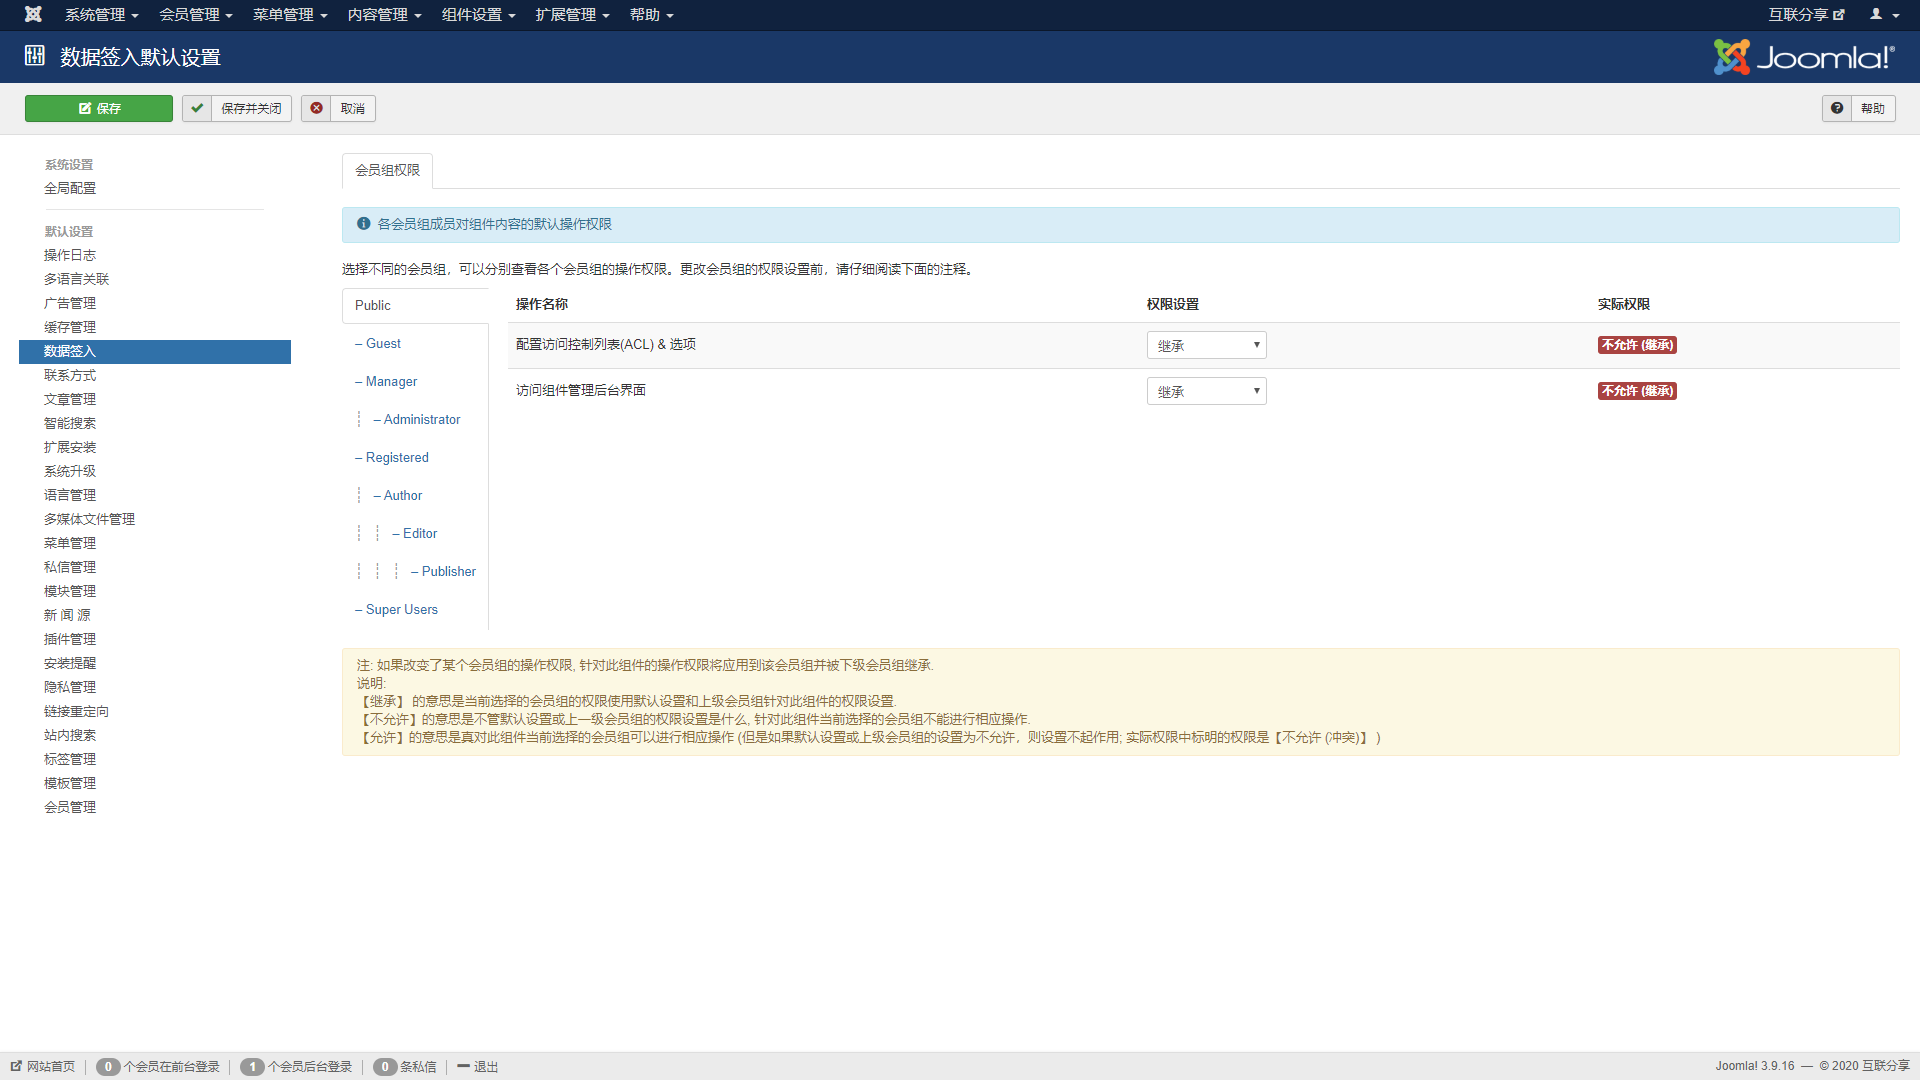 系统管理 会员管理 菜单管理 内容管理 组件设置 扩展管理 帮助 互联分享
数据签入默认设置 Joomla!®
保存 保存并关闭 取消 帮助
系统设置
全局配置
默认设置
操作日志
多语言关联
广告管理
缓存管理
数据签入
联系方式
文章管理
智能搜索
扩展安装
系统升级
语言管理
多媒体文件管理
菜单管理
私信管理
模块管理
新 闻 源
插件管理
安装提醒
隐私管理
链接重定向
站内搜索
标签管理
模板管理
会员管理
会员组权限
各会员组成员对组件内容的默认操作权限
选择不同的会员组，可以分别查看各个会员组的操作权限。更改会员组的权限设置前，请仔细阅读下面的注释。
Public
– Guest
– Manager
┊ – Administrator
– Registered
┊ – Author
┊ ┊ – Editor
┊ ┊ ┊ – Publisher
– Super Users
操作名称 权限设置 实际权限
配置访问控制列表(ACL) & 选项 继承 不允许 (继承)
访问组件管理后台界面 继承 不允许 (继承)
注: 如果改变了某个会员组的操作权限, 针对此组件的操作权限将应用到该会员组并被下级会员组继承.
说明:
【继承】 的意思是当前选择的会员组的权限使用默认设置和上级会员组针对此组件的权限设置.
【不允许】的意思是不管默认设置或上一级会员组的权限设置是什么, 针对此组件当前选择的会员组不能进行相应操作.
【允许】的意思是真对此组件当前选择的会员组可以进行相应操作 (但是如果默认设置或上级会员组的设置为不允许，则设置不起作用; 实际权限中标明的权限是【不允许 (冲突)】 )
网站首页 0 个会员在前台登录 1 个会员后台登录 0 条私信 退出 Joomla! 3.9.16 — © 2020 互联分享